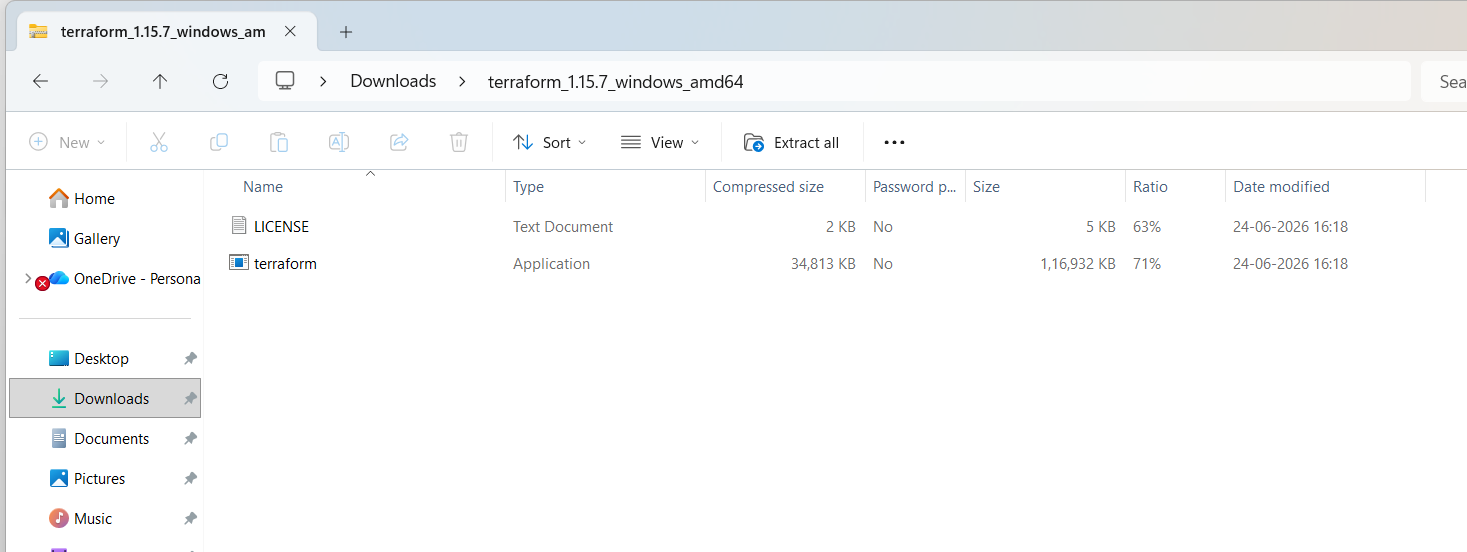 terraform_1.15.7_windows_am
Downloads terraform_1.15.7_windows_amd64 Sea
New Sort View Extract all
Name Type Compressed size Password p... Size Ratio Date modified
Home
Gallery
OneDrive - Persona
Desktop
Downloads
Documents
Pictures
Music
LICENSE Text Document 2 KB No 5 KB 63% 24-06-2026 16:18
terraform Application 34,813 KB No 1,16,932 KB 71% 24-06-2026 16:18